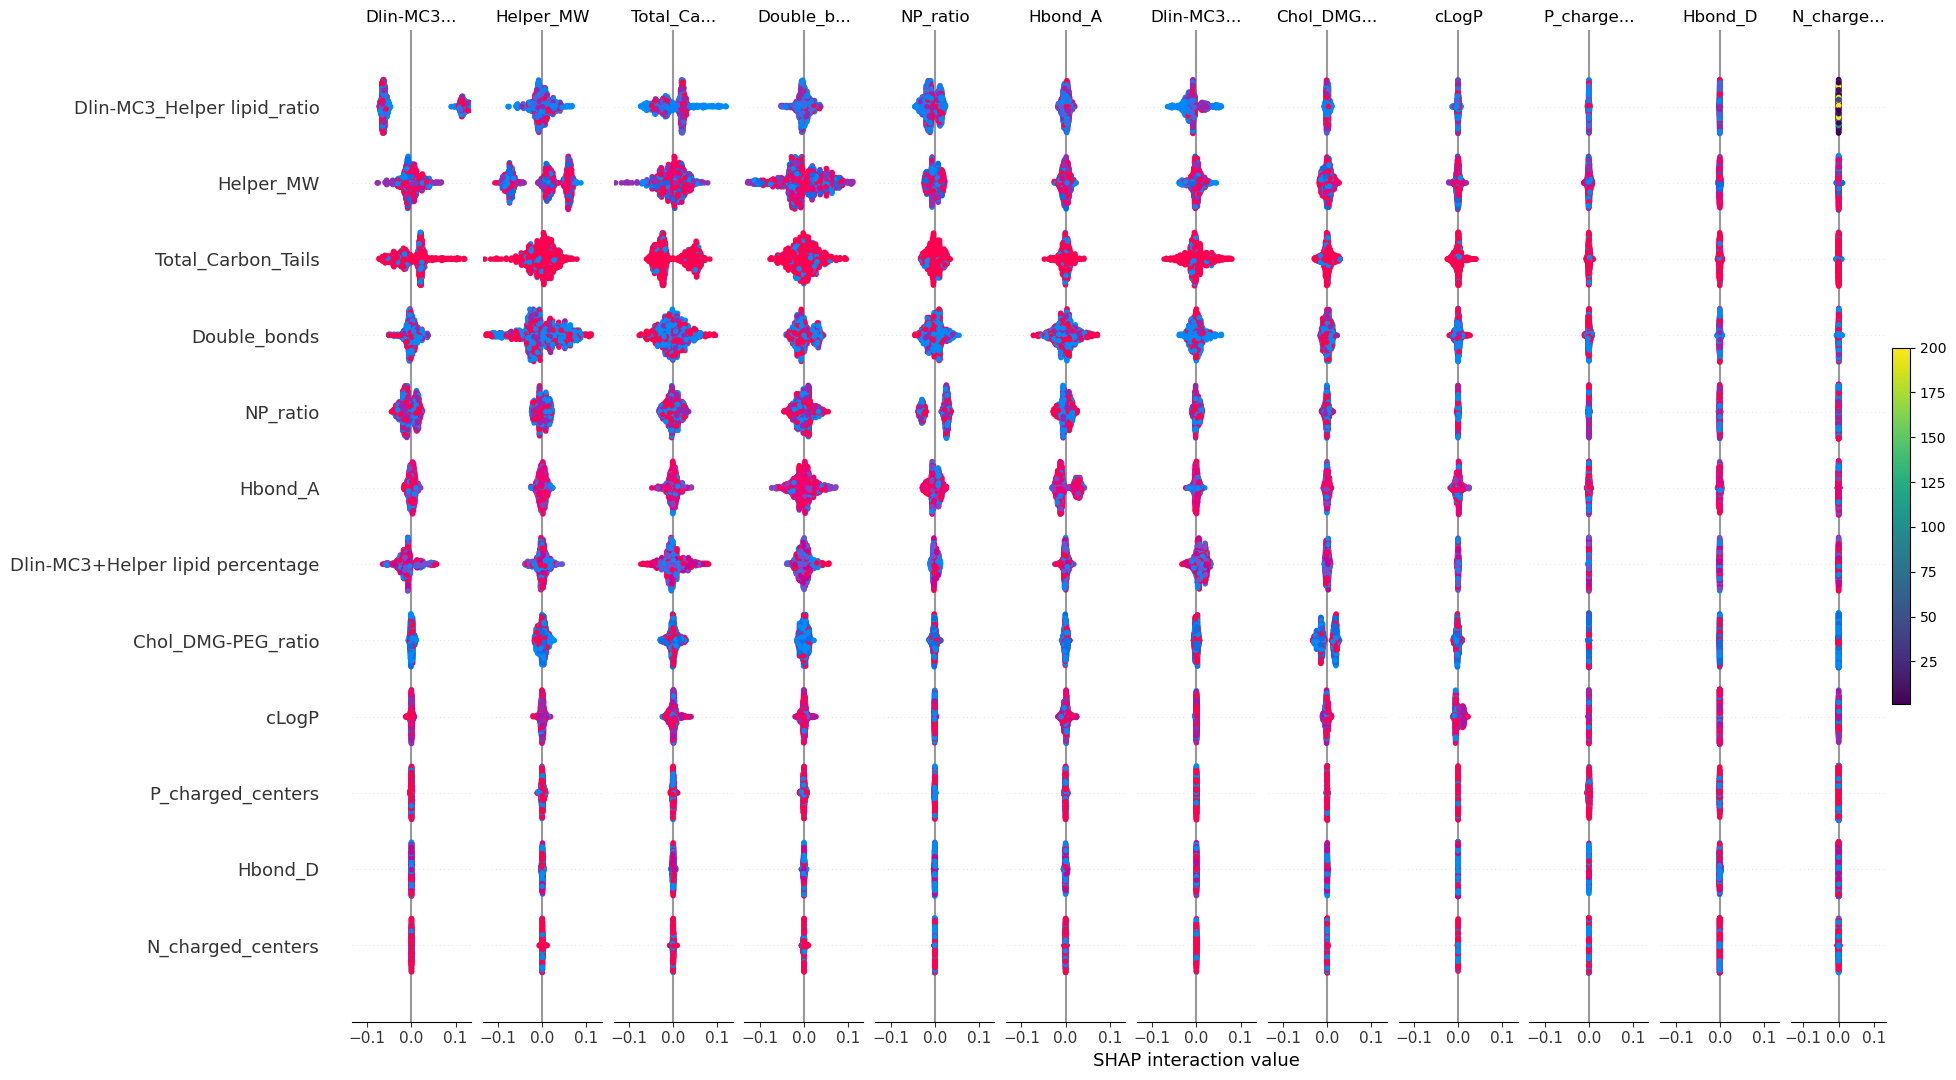 Dlin-MC3... Helper_MW Total_Ca... Double_b... NP_ratio Hbond_A Dlin-MC3... Chol_DMG... cLogP P_charge... Hbond_D N_charge...
Dlin-MC3_Helper lipid_ratio
Helper_MW
Total_Carbon_Tails
Double_bonds
NP_ratio
Hbond_A
Dlin-MC3+Helper lipid percentage
Chol_DMG-PEG_ratio
cLogP
P_charged_centers
Hbond_D
N_charged_centers
200
175
150
125
100
75
50
25
−0.1 0.0 0.1 −0.1 0.0 0.1 −0.1 0.0 0.1 −0.1 0.0 0.1 −0.1 0.0 0.1 −0.1 0.0 0.1 −0.1 0.0 0.1 −0.1 0.0 0.1 −0.1 0.0 0.1 −0.1 0.0 0.1 −0.1 0.0 0.1 −0.1 0.0 0.1
SHAP interaction value